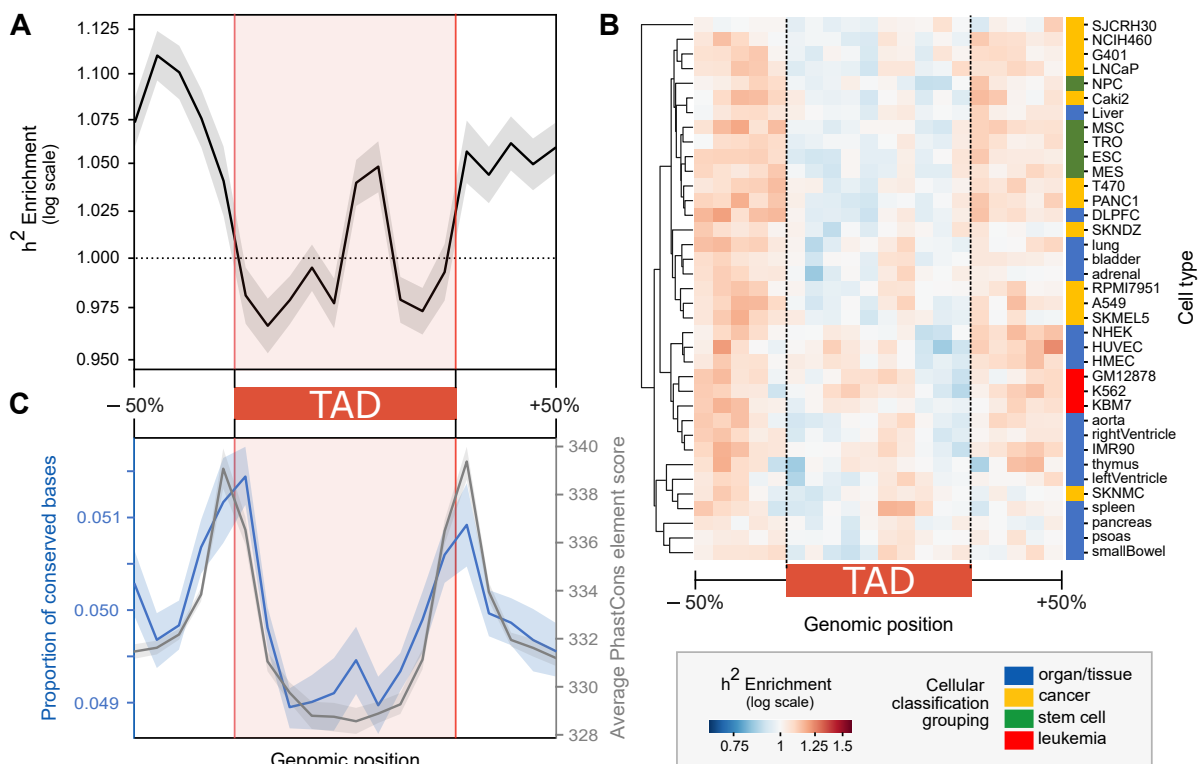 A
1.125
1.100
1.075
1.050
1.025
1.000
0.975
0.950
h² Enrichment
(log scale)
– 50%
TAD
+50%
C
Proportion of conserved bases
0.051
0.050
0.049
340
338
336
334
332
330
328
Average PhastCons element score
Genomic position
B
SJCRH30
NCIH460
G401
LNCaP
NPC
Caki2
Liver
MSC
TRO
ESC
MES
T470
PANC1
DLPFC
SKNDZ
lung
bladder
adrenal
RPMI7951
A549
SKMEL5
NHEK
HUVEC
HMEC
GM12878
K562
KBM7
aorta
rightVentricle
IMR90
thymus
leftVentricle
SKNMC
spleen
pancreas
psoas
smallBowel
Cell type
– 50%
TAD
+50%
Genomic position
h² Enrichment
(log scale)
0.75 1 1.25 1.5
Cellular
classification
grouping
organ/tissue
cancer
stem cell
leukemia